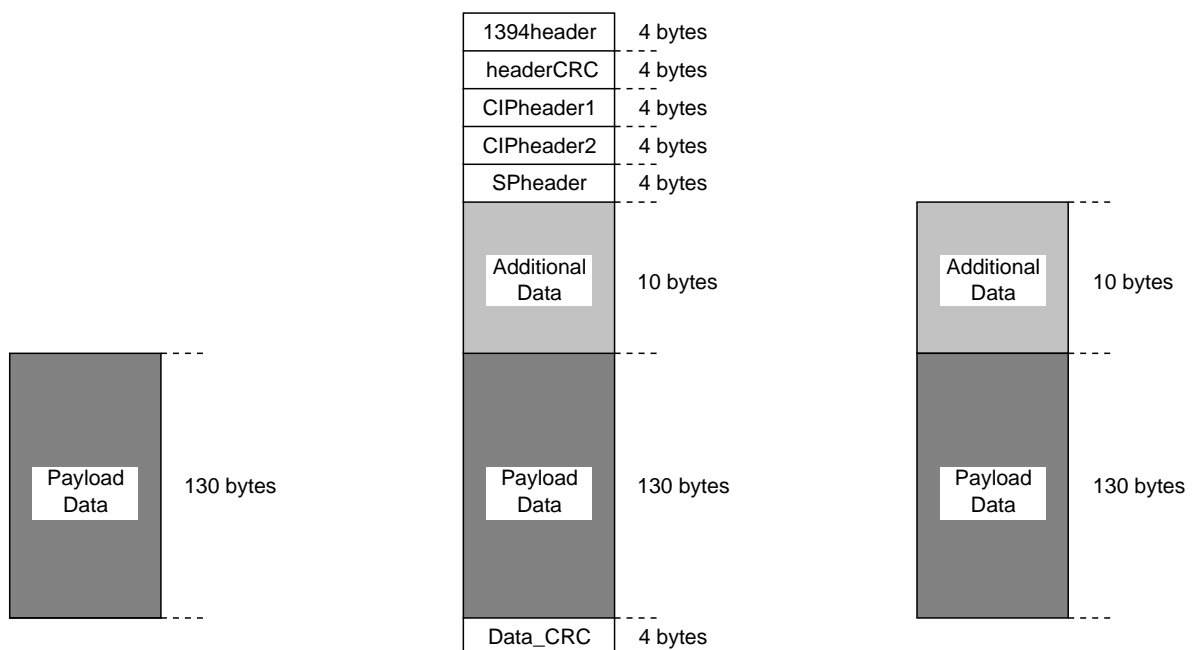 1394header 4 bytes
headerCRC 4 bytes
CIPheader1 4 bytes
CIPheader2 4 bytes
SPheader 4 bytes
Additional
Data
10 bytes
Additional
Data
10 bytes
Payload
Data
130 bytes
Payload
Data
130 bytes
Payload
Data
130 bytes
Data_CRC 4 bytes